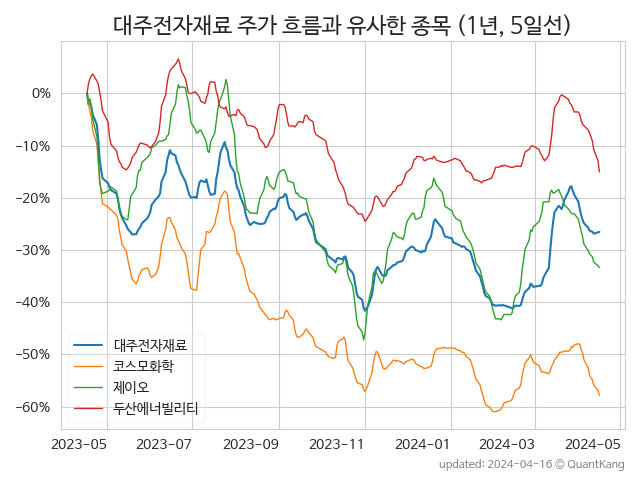 대주전자재료 주가 흐름과 유사한 종목 (1년, 5일선)
0%
−10%
−20%
−30%
−40%
−50%
−60%
대주전자재료
코스모화학
제이오
두산에너빌리티
2023-05 2023-07 2023-09 2023-11 2024-01 2024-03 2024-05
updated: 2024-04-16 © QuantKang